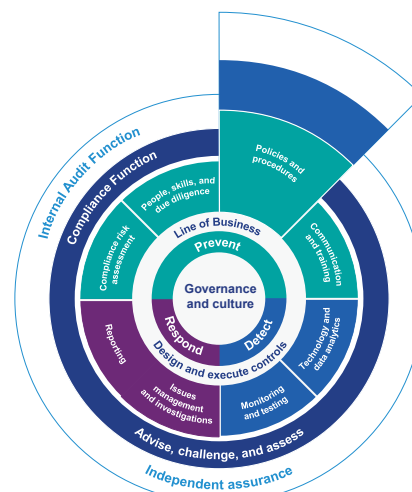 Internal Audit Function
Compliance Function
People, skills, and
due diligence
Policies and
procedures
Compliance risk
assessment
Line of Business
Prevent
Communication
and training
Governance
and culture
Respond
Detect
Technology and
data analytics
Reporting
Design and execute controls
Issues
management
and investigations
Monitoring
and testing
Advise, challenge, and assess
Independent assurance